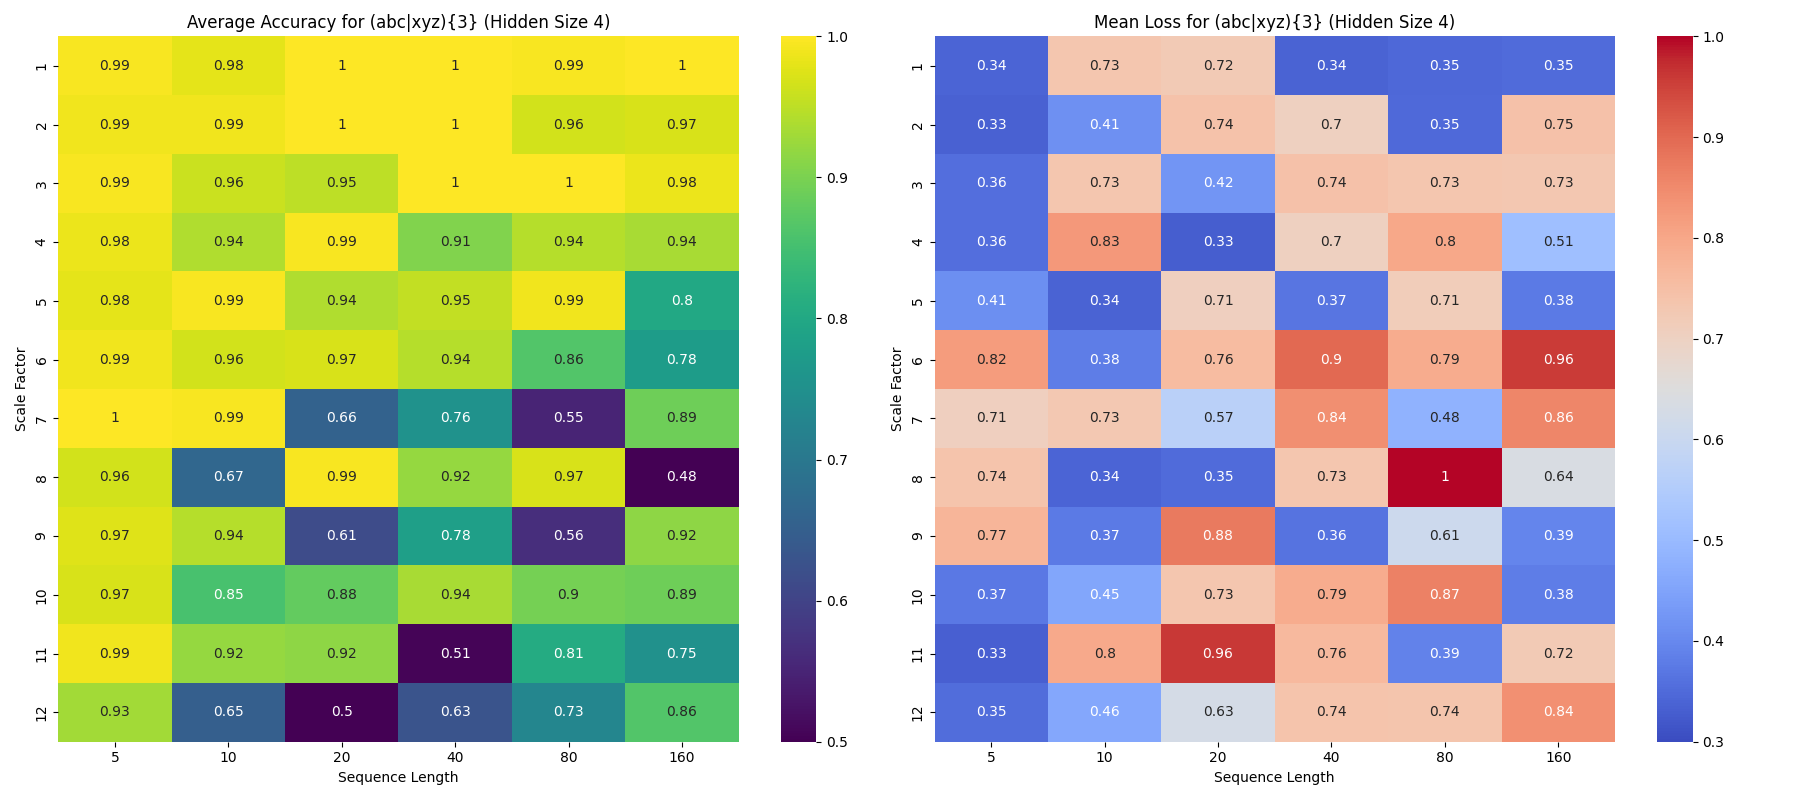 Average Accuracy for (abc|xyz){3} (Hidden Size 4)
Scale Factor
1 0.99 0.98 1 1 0.99 1
2 0.99 0.99 1 1 0.96 0.97
3 0.99 0.96 0.95 1 1 0.98
4 0.98 0.94 0.99 0.91 0.94 0.94
5 0.98 0.99 0.94 0.95 0.99 0.8
6 0.99 0.96 0.97 0.94 0.86 0.78
7 1 0.99 0.66 0.76 0.55 0.89
8 0.96 0.67 0.99 0.92 0.97 0.48
9 0.97 0.94 0.61 0.78 0.56 0.92
10 0.97 0.85 0.88 0.94 0.9 0.89
11 0.99 0.92 0.92 0.51 0.81 0.75
12 0.93 0.65 0.5 0.63 0.73 0.86
5 10 20 40 80 160
Sequence Length
1.0
0.9
0.8
0.7
0.6
0.5
Mean Loss for (abc|xyz){3} (Hidden Size 4)
Scale Factor
1 0.34 0.73 0.72 0.34 0.35 0.35
2 0.33 0.41 0.74 0.7 0.35 0.75
3 0.36 0.73 0.42 0.74 0.73 0.73
4 0.36 0.83 0.33 0.7 0.8 0.51
5 0.41 0.34 0.71 0.37 0.71 0.38
6 0.82 0.38 0.76 0.9 0.79 0.96
7 0.71 0.73 0.57 0.84 0.48 0.86
8 0.74 0.34 0.35 0.73 1 0.64
9 0.77 0.37 0.88 0.36 0.61 0.39
10 0.37 0.45 0.73 0.79 0.87 0.38
11 0.33 0.8 0.96 0.76 0.39 0.72
12 0.35 0.46 0.63 0.74 0.74 0.84
5 10 20 40 80 160
Sequence Length
1.0
0.9
0.8
0.7
0.6
0.5
0.4
0.3